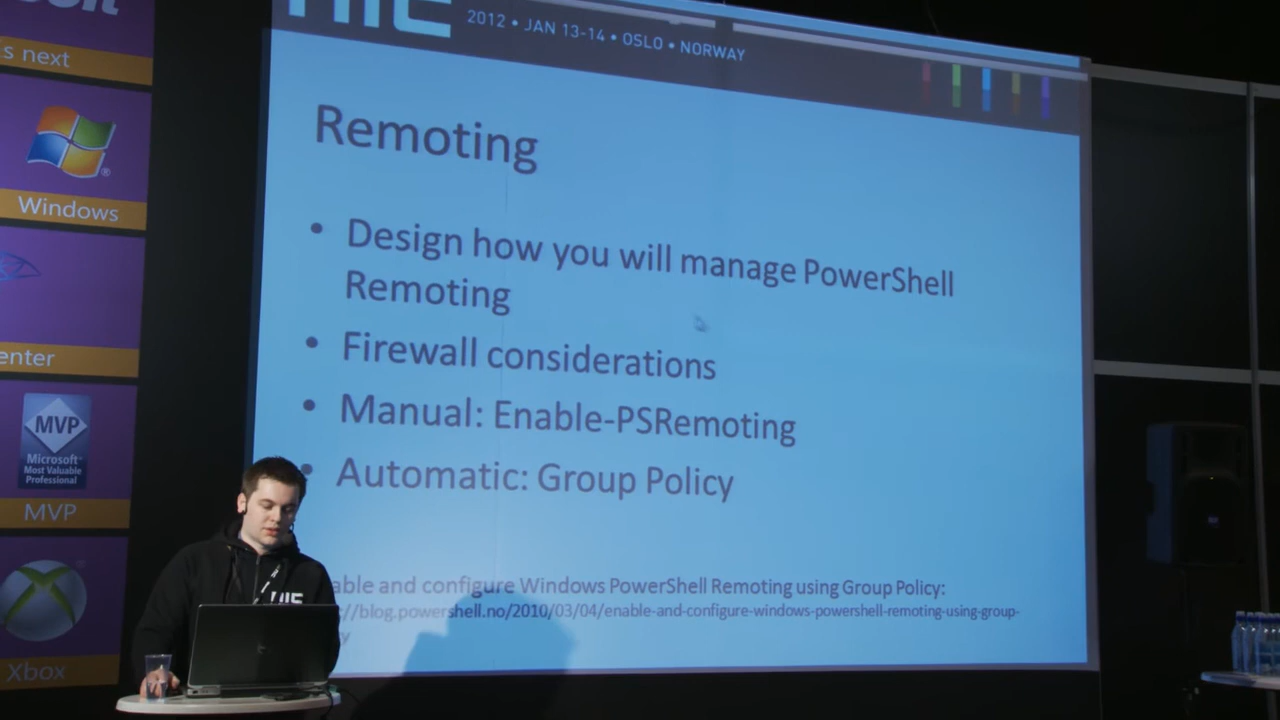 2012 • JAN 13-14 • OSLO • NORWAY
Remoting
• Design how you will manage PowerShell
Remoting
• Firewall considerations
• Manual: Enable-PSRemoting
• Automatic: Group Policy
able and configure Windows PowerShell Remoting using Group Policy:
://blog.powershell.no/2010/03/04/enable-and-configure-windows-powershell-remoting-using-group-
s next
Windows
enter
MVP
Microsoft
Most Valuable
Professional
MVP
Xbox